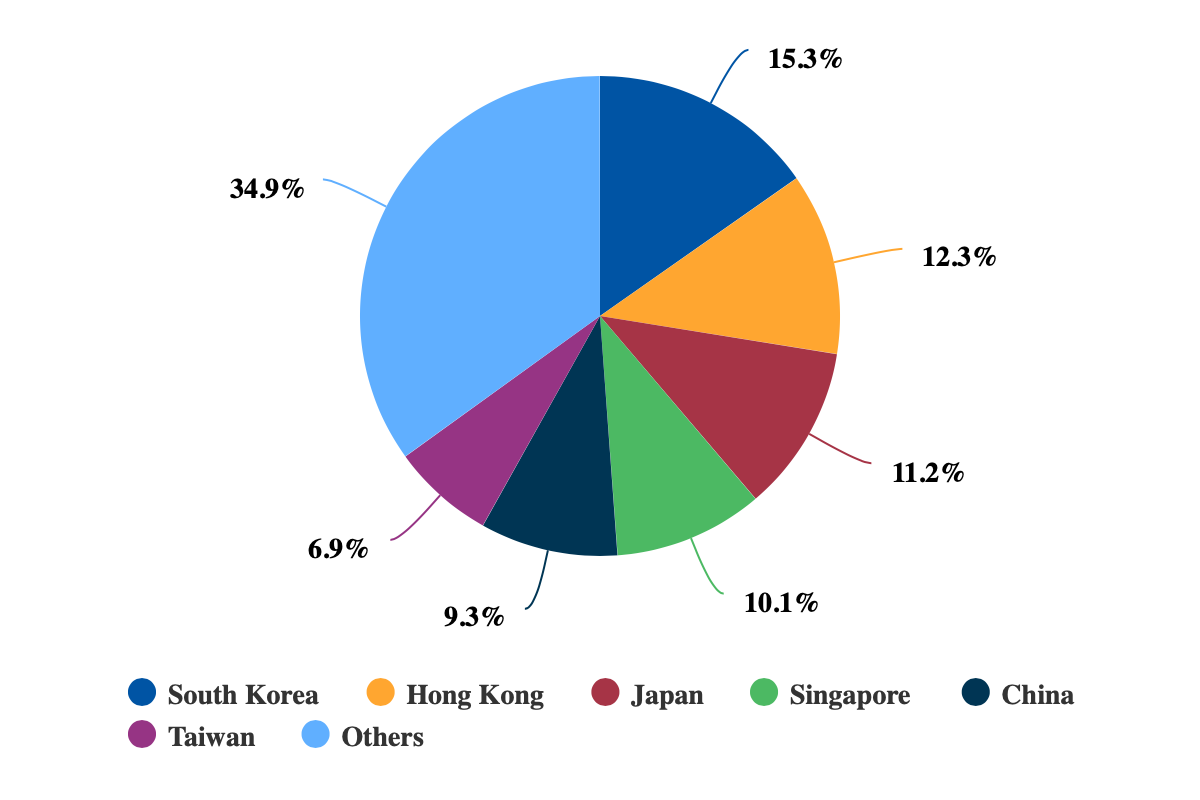 15.3%
34.9%
12.3%
11.2%
6.9%
10.1%
9.3%
South Korea
Hong Kong
Japan
Singapore
China
Taiwan
Others